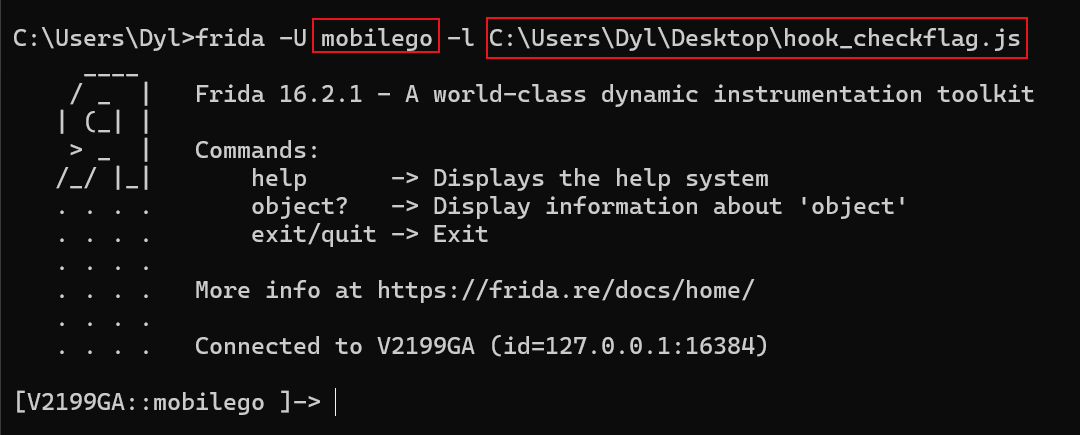 C:\Users\Dyl>frida -U mobilego -l C:\Users\Dyl\Desktop\hook_checkflag.js
     ____
    / _  |   Frida 16.2.1 - A world-class dynamic instrumentation toolkit
   | (_| |
    > _  |   Commands:
   /_/ |_|       help      -> Displays the help system
   . . . .       object?   -> Display information about 'object'
   . . . .       exit/quit -> Exit
   . . . .
   . . . .   More info at https://frida.re/docs/home/
   . . . .
   . . . .   Connected to V2199GA (id=127.0.0.1:16384)
[V2199GA::mobilego ]->